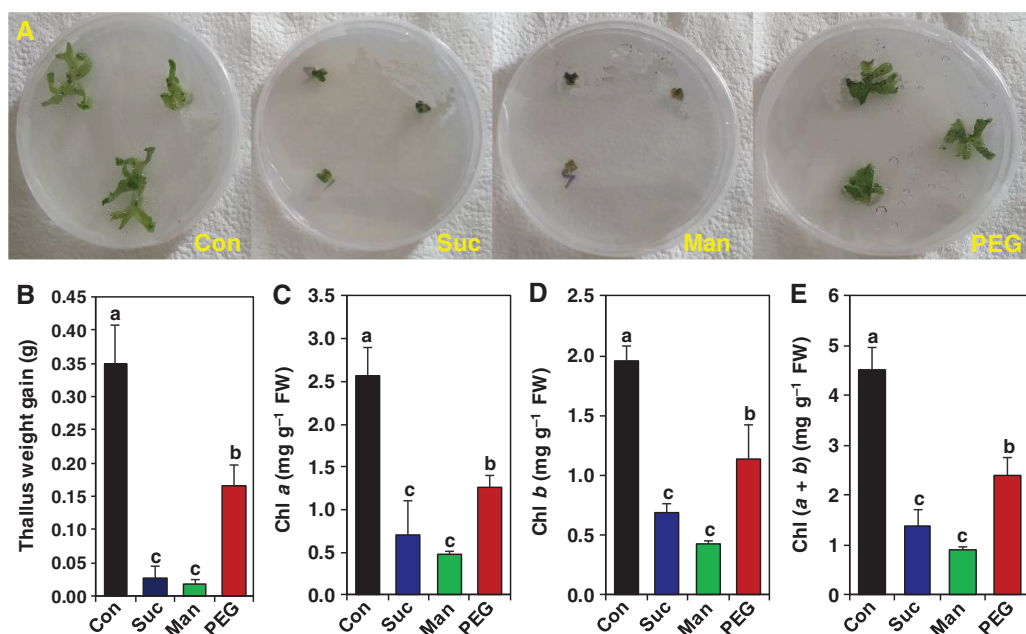 A
Con
Suc
Man
PEG
B
Thallus weight gain (g)
0.45
0.40
0.35
0.30
0.25
0.20
0.15
0.10
0.05
0.00
a
c
c
b
Con
Suc
Man
PEG
C
Chl a (mg g⁻¹ FW)
3.5
3.0
2.5
2.0
1.5
1.0
0.5
0.0
a
c
c
b
Con
Suc
Man
PEG
D
Chl b (mg g⁻¹ FW)
2.5
2.0
1.5
1.0
0.5
0.0
a
c
c
b
Con
Suc
Man
PEG
E
Chl (a + b) (mg g⁻¹ FW)
6
5
4
3
2
1
0
a
c
c
b
Con
Suc
Man
PEG